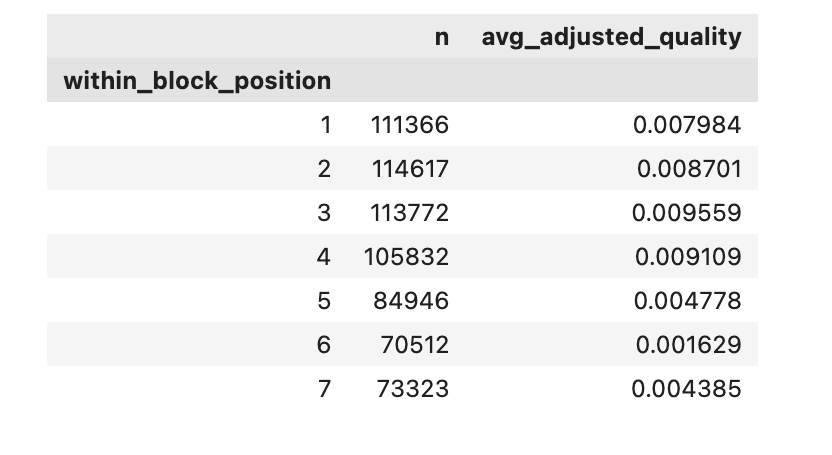 n avg_adjusted_quality
within_block_position
1 111366 0.007984
2 114617 0.008701
3 113772 0.009559
4 105832 0.009109
5 84946 0.004778
6 70512 0.001629
7 73323 0.004385